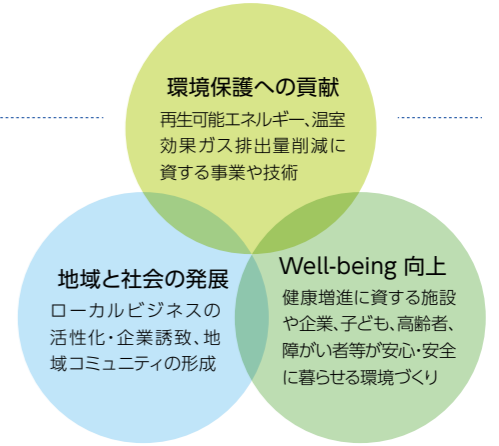 環境保護への貢献
再生可能エネルギー、温室
効果ガス排出量削減に
資する事業や技術
地域と社会の発展
ローカルビジネスの
活性化・企業誘致、地
域コミュニティの形成
Well-being 向上
健康増進に資する施設
や企業、子ども、高齢者、
障がい者等が安心・安全
に暮らせる環境づくり